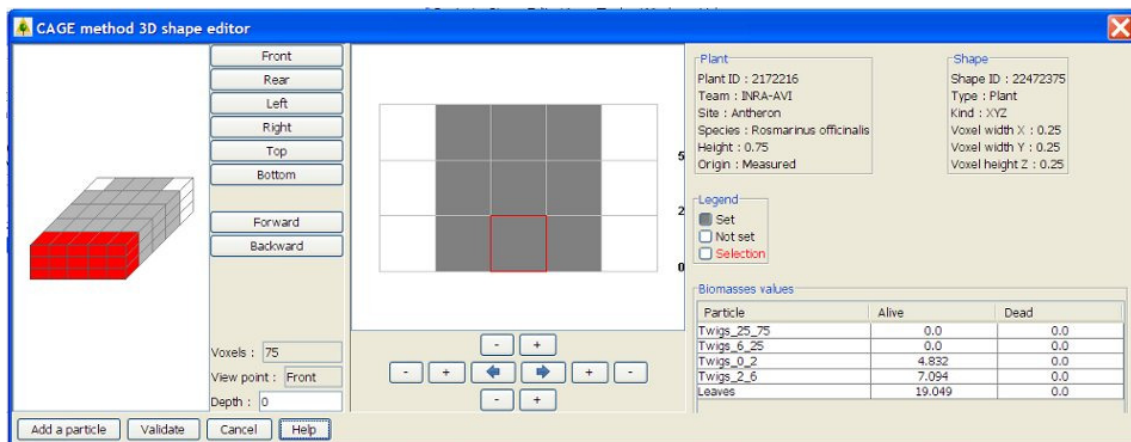 CAGE method 3D shape editor
Front
Rear
Left
Right
Top
Bottom
Forward
Backward
Voxels : 75
View point : Front
Depth : 0
5
2
0
- +
- + + -
- +
Plant
Plant ID : 2172216
Team : INRA-AVI
Site : Antheron
Species : Rosmarinus officinalis
Height : 0.75
Origin : Measured
Shape
Shape ID : 22472375
Type : Plant
Kind : XYZ
Voxel width X : 0.25
Voxel width Y : 0.25
Voxel height Z : 0.25
Legend
Set
Not set
Selection
Biomasses values
Particle Alive Dead
Twigs_25_75 0.0 0.0
Twigs_6_25 0.0 0.0
Twigs_0_2 4.832 0.0
Twigs_2_6 7.094 0.0
Leaves 19.049 0.0
Add a particle Validate Cancel Help